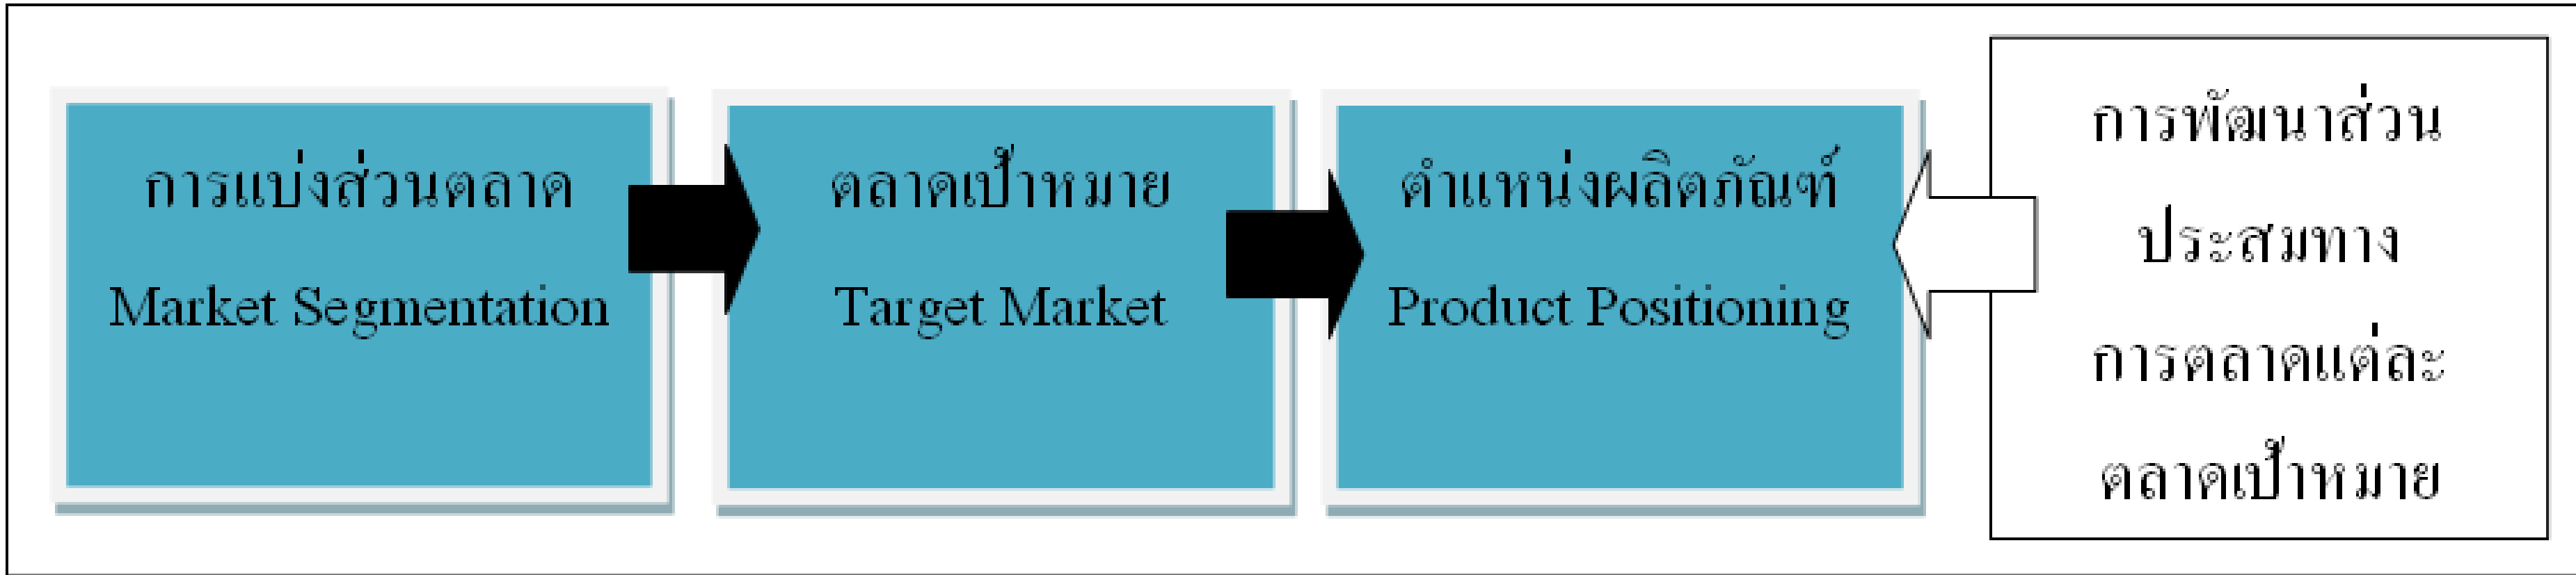 การแบ่งส่วนตลาด
Market Segmentation
ตลาดเป้าหมาย
Target Market
ตำแหน่งผลิตภัณฑ์
Product Positioning
การพัฒนาส่วน
ประสมทาง
การตลาดแต่ละ
ตลาดเป้าหมาย